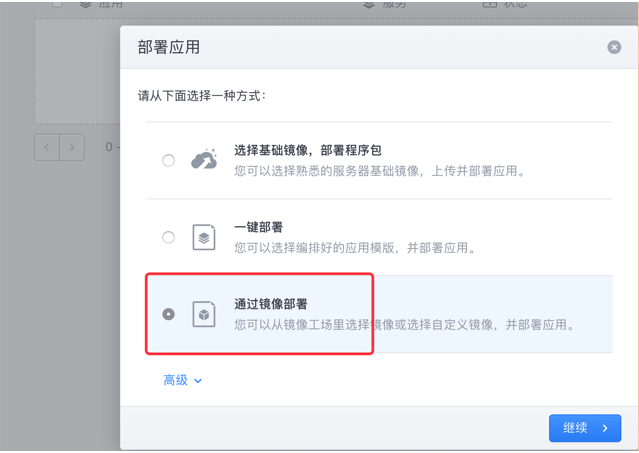 应用
服务
状态
部署应用
0 -
请从下面选择一种方式：
选择基础镜像，部署程序包
您可以选择熟悉的服务器基础镜像，上传并部署应用。
一键部署
您可以选择编排好的应用模版，并部署应用。
通过镜像部署
您可以从镜像工场里选择镜像或选择自定义镜像，并部署应用。
高级
继续